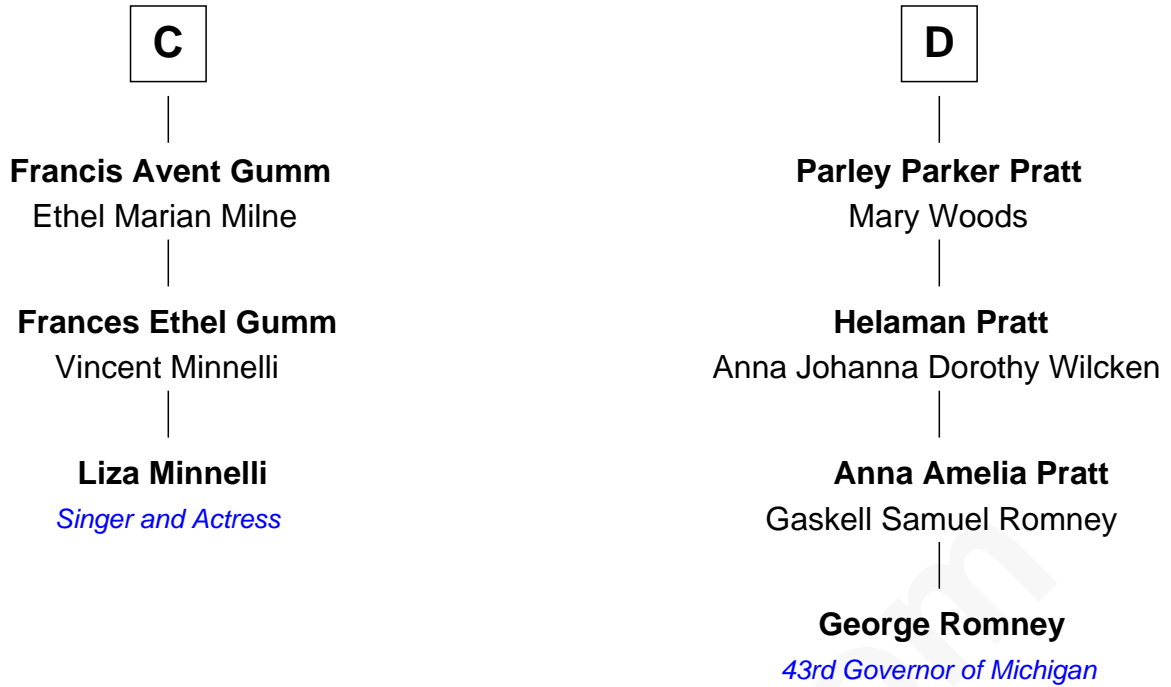 C
Francis Avent Gumm
Ethel Marian Milne
Frances Ethel Gumm
Vincent Minnelli
Liza Minnelli
Singer and Actress
D
Parley Parker Pratt
Mary Woods
Helaman Pratt
Anna Johanna Dorothy Wilcken
Anna Amelia Pratt
Gaskell Samuel Romney
George Romney
43rd Governor of Michigan